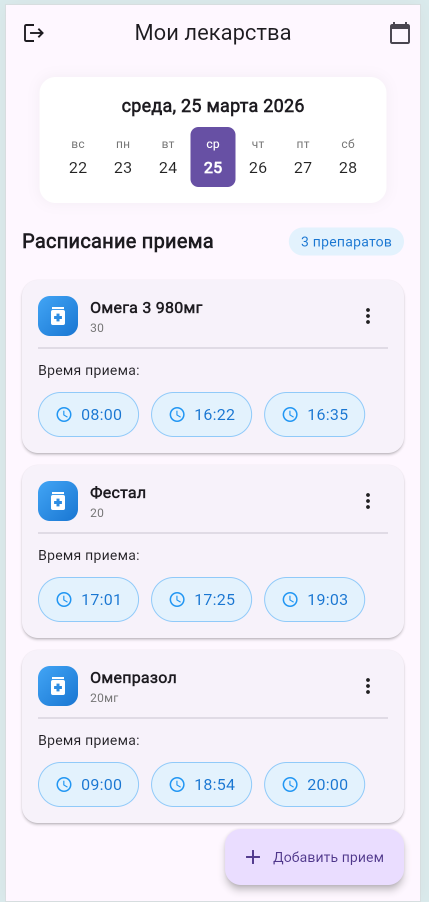 Мои лекарства
среда, 25 марта 2026
вс пн вт ср чт пт сб
22 23 24 25 26 27 28
Расписание приема
3 препаратов
Омега 3 980мг
30
Время приема:
08:00 16:22 16:35
Фестал
20
Время приема:
17:01 17:25 19:03
Омепразол
20мг
Время приема:
09:00 18:54 20:00
Добавить прием